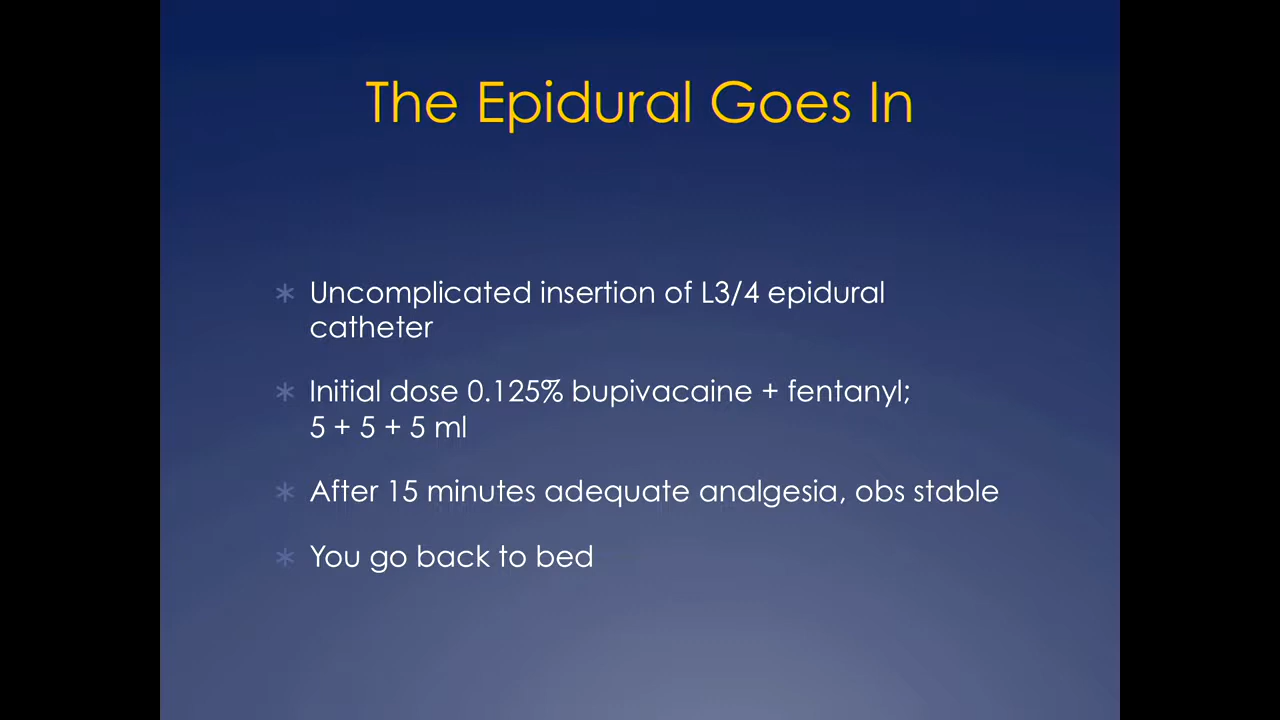 The Epidural Goes In
* Uncomplicated insertion of L3/4 epidural
catheter
* Initial dose 0.125% bupivacaine + fentanyl;
5 + 5 + 5 ml
* After 15 minutes adequate analgesia, obs stable
* You go back to bed